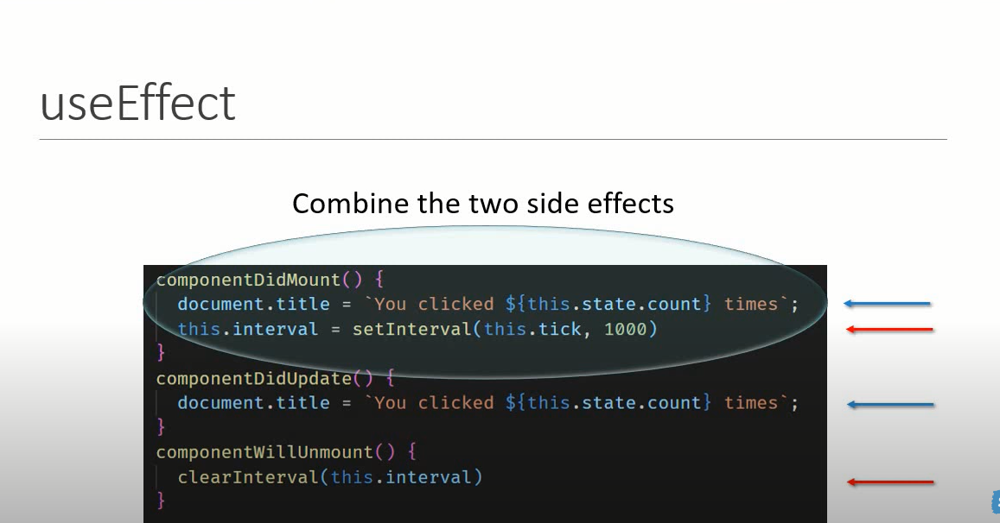 useEffect
Combine the two side effects
componentDidMount() {
document.title = `You clicked ${this.state.count} times`;
this.interval = setInterval(this.tick, 1000)
}
componentDidUpdate() {
document.title = `You clicked ${this.state.count} times`;
}
componentWillUnmount() {
clearInterval(this.interval)
}